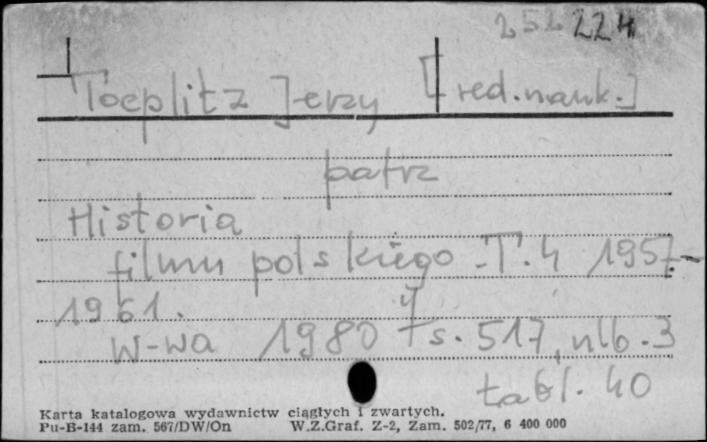 224
Toeplitz Jerzy [red. nauk.]
patrz
Historia
filmu polskiego. T. 4 1957-
1961.
W-wa 1980 s. 517, nlb. 3
tabl. 40
Karta katalogowa wydawnictw ciągłych i zwartych.
Pu-B-144 zam. 567/DW/On W.Z.Graf. Z-2, Zam. 502/77, 6 400 000